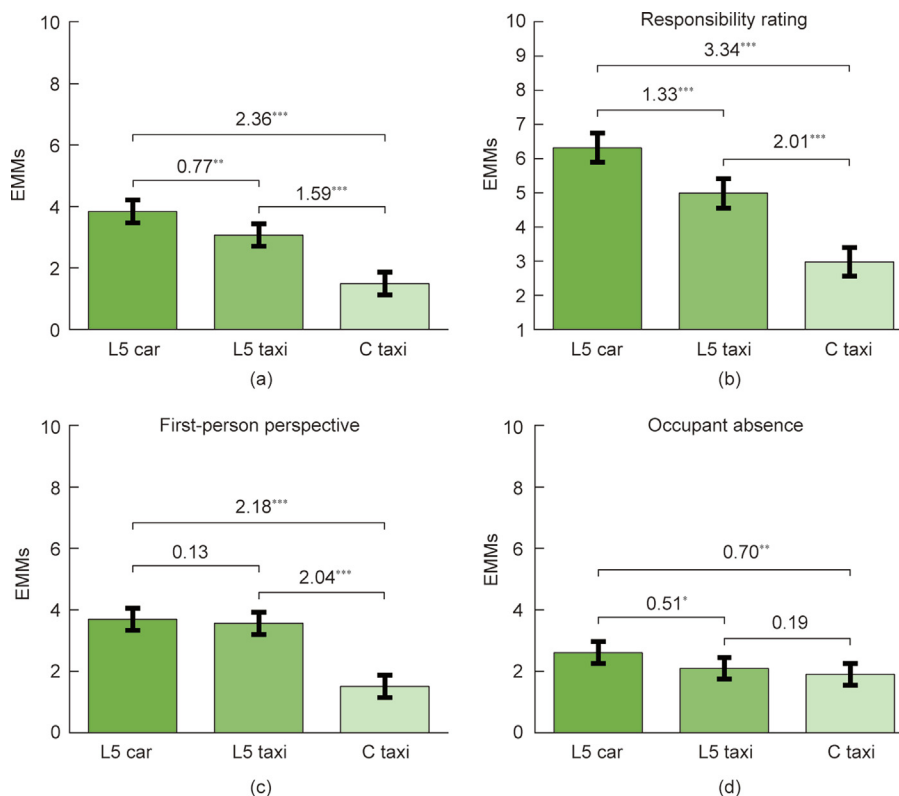 10
8
6
4
2
0
EMMs
2.36***
0.77**
1.59***
L5 car
L5 taxi
C taxi
(a)
Responsibility rating
10
9
8
7
6
5
4
3
2
1
EMMs
3.34***
1.33***
2.01***
L5 car
L5 taxi
C taxi
(b)
First-person perspective
10
8
6
4
2
0
EMMs
2.18***
0.13
2.04***
L5 car
L5 taxi
C taxi
(c)
Occupant absence
10
8
6
4
2
0
EMMs
0.70**
0.51*
0.19
L5 car
L5 taxi
C taxi
(d)